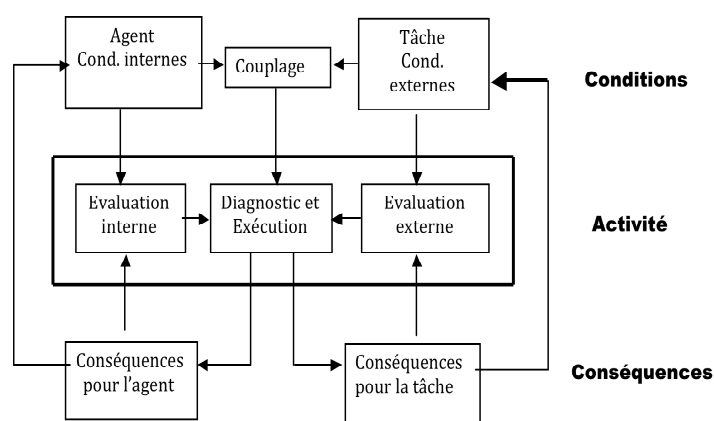 Agent
Cond. internes
Couplage
Tâche
Cond.
externes
Conditions
Evaluation
interne
Diagnostic et
Exécution
Evaluation
externe
Activité
Conséquences
pour l'agent
Conséquences
pour la tâche
Conséquences